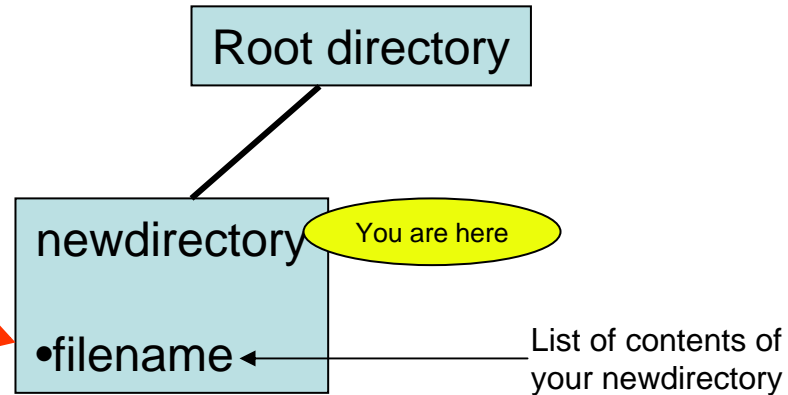 Root directory
newdirectory
You are here
•filename
List of contents of
your newdirectory